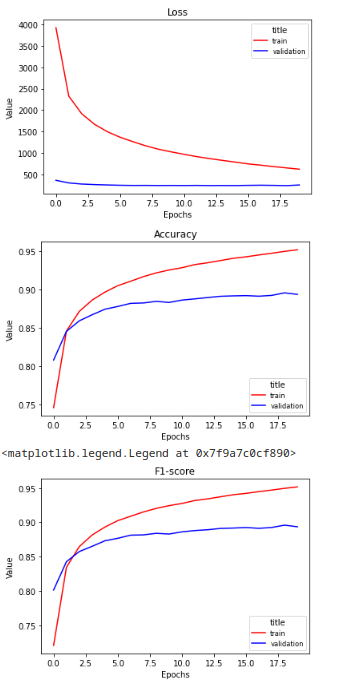 Loss
4000
3500
3000
2500
2000
1500
1000
500
Value
title
train
validation
0.0 2.5 5.0 7.5 10.0 12.5 15.0 17.5
Epochs
Accuracy
0.95
0.90
0.85
0.80
0.75
Value
title
train
validation
0.0 2.5 5.0 7.5 10.0 12.5 15.0 17.5
Epochs
<matplotlib.legend.Legend at 0x7f9a7c0cf890>
F1-score
0.95
0.90
0.85
0.80
0.75
Value
title
train
validation
0.0 2.5 5.0 7.5 10.0 12.5 15.0 17.5
Epochs